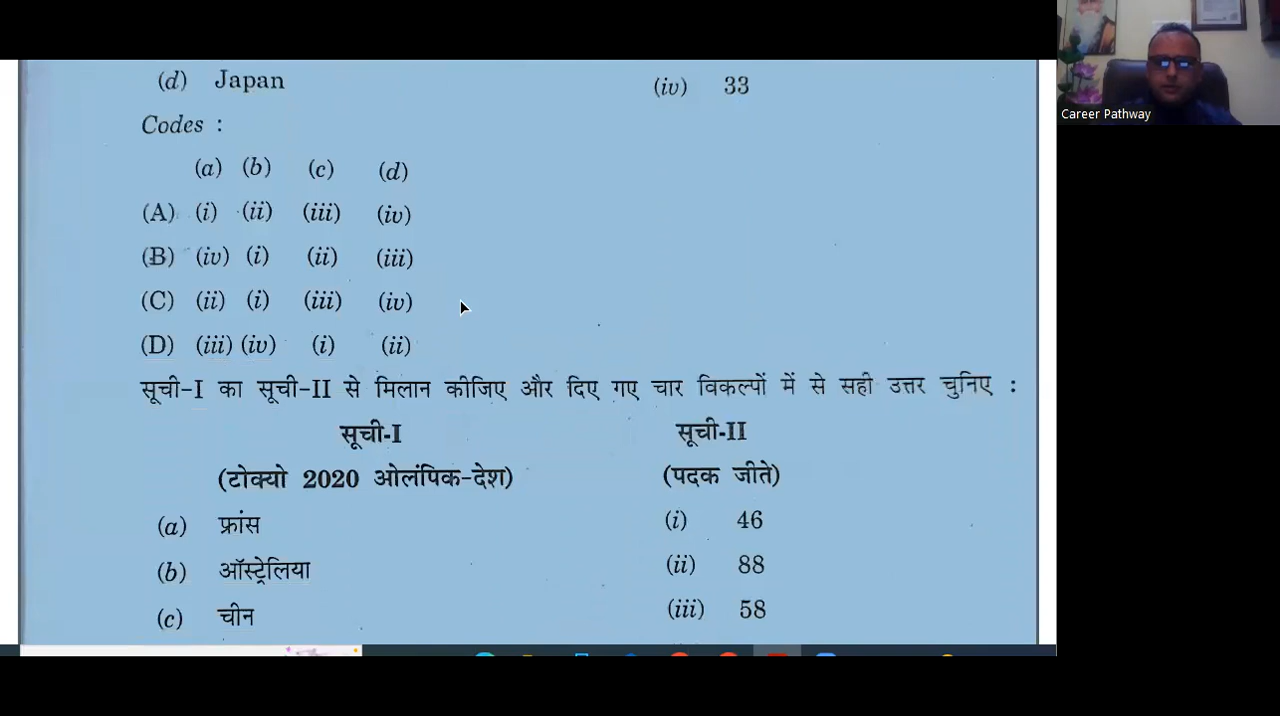 (d) Japan (iv) 33
Codes :
(a) (b) (c) (d)
(A) (i) (ii) (iii) (iv)
(B) (iv) (i) (ii) (iii)
(C) (ii) (i) (iii) (iv)
(D) (iii) (iv) (i) (ii)
सूची-I का सूची-II से मिलान कीजिए और दिए गए चार विकल्पों में से सही उत्तर चुनिए :
सूची-I सूची-II
(टोक्यो 2020 ओलंपिक-देश) (पदक जीते)
(a) फ्रांस (i) 46
(b) ऑस्ट्रेलिया (ii) 88
(c) चीन (iii) 58
Career Pathway